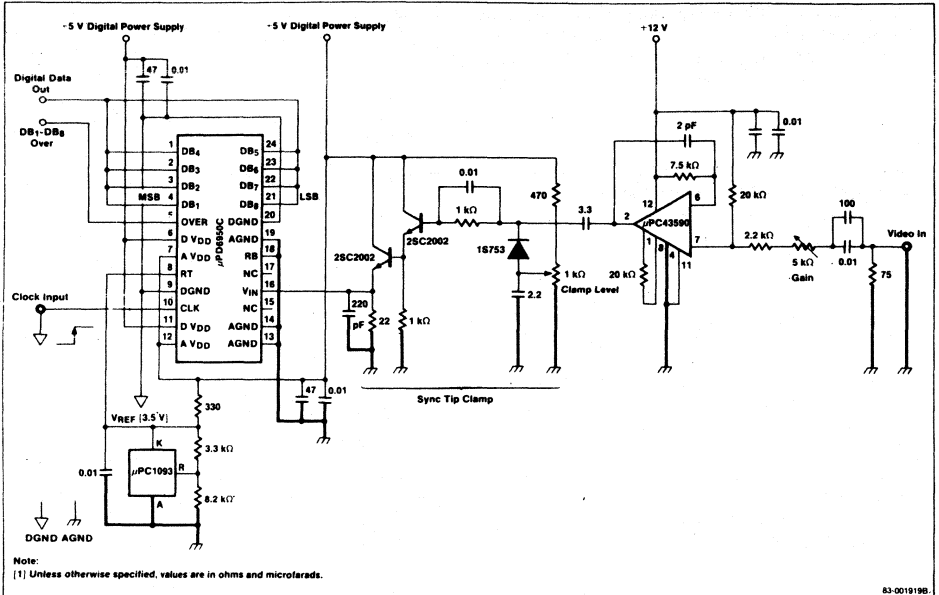 -5 V Digital Power Supply
-5 V Digital Power Supply
+12 V
47
0.01
Digital Data
Out
DB1-DB8
Over
1
DB4
DB5
24
2
DB3
DB6
23
3
DB2
DB7
22
MSB
4
DB1
DB8
21
LSB
5
OVER
DGND
20
6
D VDD
AGND
19
7
A VDD
RB
18
8
RT
NC
17
9
DGND
VIN
16
10
CLK
NC
15
11
D VDD
AGND
14
12
A VDD
AGND
13
µPD6950C
Clock Input
2SC2002
2SC2002
220
pF
22
1 kΩ
0.01
1 kΩ
1S753
2.2
470
1 kΩ
Clamp Level
3.3
2 pF
7.5 kΩ
12
6
2
µPC43590
7
1
8
4
11
20 kΩ
20 kΩ
0.01
2.2 kΩ
5 kΩ
Gain
100
0.01
Video In
75
Sync Tip Clamp
47
0.01
330
VREF [3.5 V]
3.3 kΩ
K
µPC1093
R
A
0.01
8.2 kΩ
DGND AGND
Note:
[1] Unless otherwise specified, values are in ohms and microfarads.
83-001919B